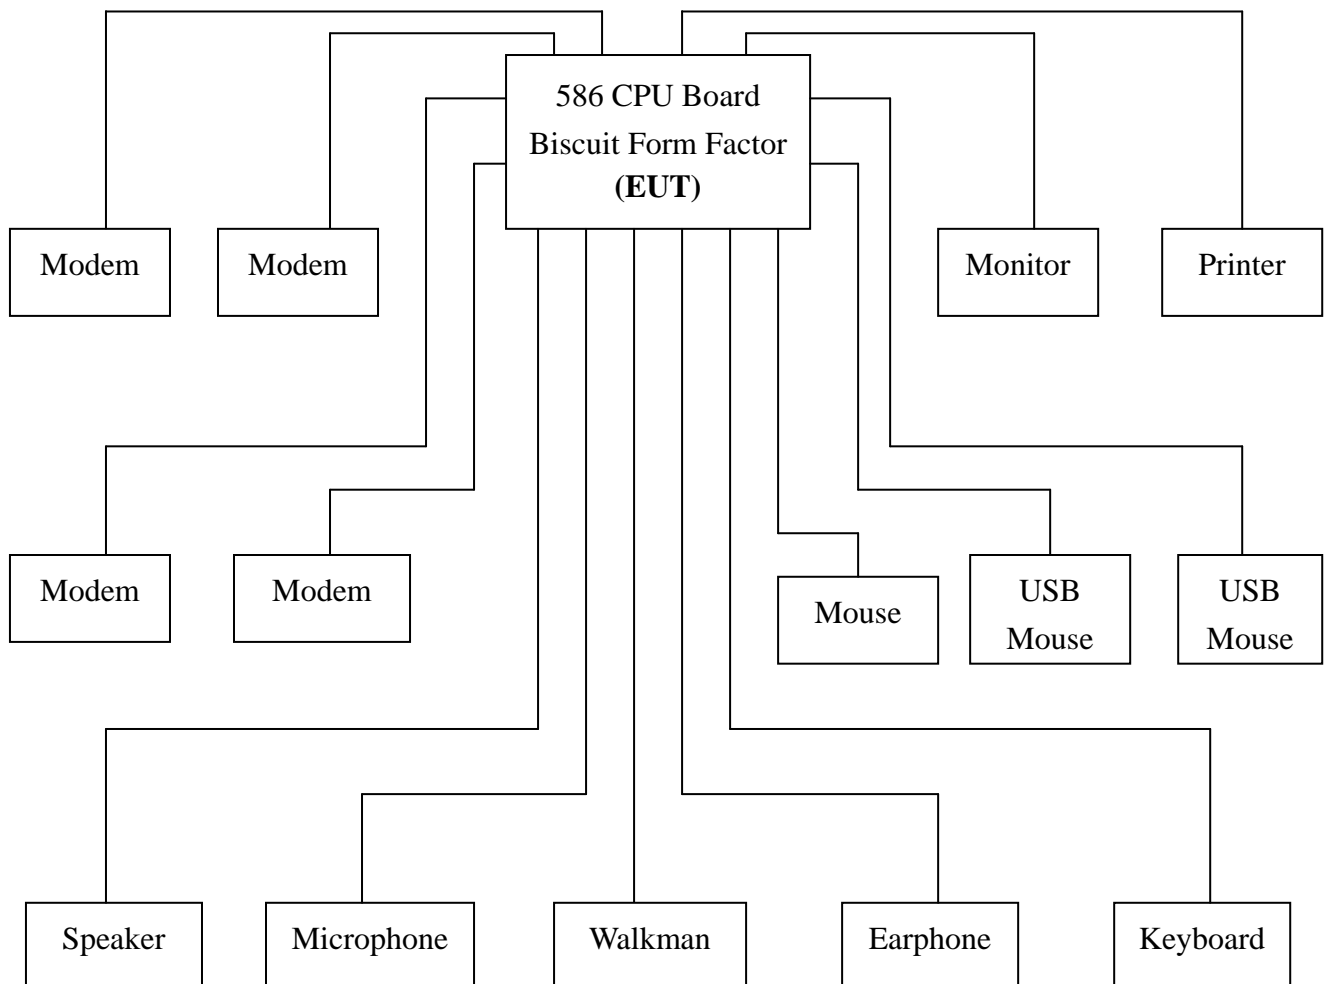 586 CPU Board
Biscuit Form Factor
(EUT)
Modem
Modem
Monitor
Printer
Modem
Modem
Mouse
USB
Mouse
USB
Mouse
Speaker
Microphone
Walkman
Earphone
Keyboard